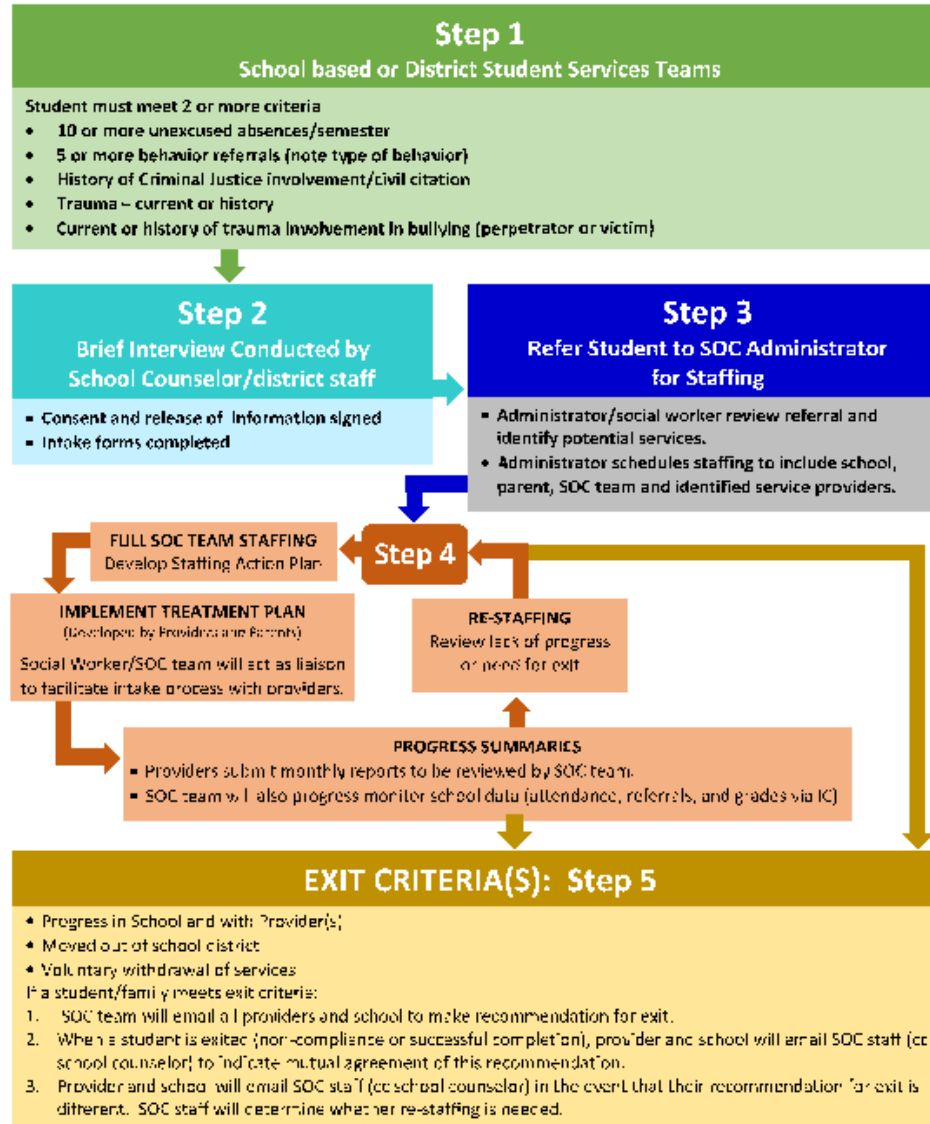 Step 1
School based or District Student Services Teams
Student must meet 2 or more criteria
• 10 or more unexcused absences/semester
• 5 or more behavior referrals (note type of behavior)
• History of Criminal Justice involvement/civil citation
• Trauma – current or history
• Current or history of trauma involvement in bullying (perpetrator or victim)
Step 2
Brief Interview Conducted by
School Counselor/district staff
▪ Consent and release of information signed
▪ Intake forms completed
Step 3
Refer Student to SOC Administrator
for Staffing
▪ Administrator/social worker review referral and
identify potential services.
• Administrator schedules staffing to include school,
parent, SOC team and identified service providers.
Step 4
FULL SOC TEAM STAFFING
Develop Staffing Action Plan
IMPLEMENT TREATMENT PLAN
(Developed by Providers and Parents)
Social Worker/SOC team will act as liaison
to facilitate intake process with providers.
RE-STAFFING
Review lack of progress
or need for exit
PROGRESS SUMMARIES
▪ Providers submit monthly reports to be reviewed by SOC team.
▪ SOC team will also progress monitor school data (attendance, referrals, and grades via IC)
EXIT CRITERIA(S): Step 5
• Progress in School and with Provider(s)
• Moved out of school district
• Voluntary withdrawal of services
If a student/family meets exit criteria:
1. SOC team will email all providers and school to make recommendation for exit.
2. When a student is exited (non-compliance or successful completion), provider and school will email SOC staff (cc
school counselor) to indicate mutual agreement of this recommendation.
3. Provider and school will email SOC staff (cc school counselor) in the event that their recommendation for exit is
different. SOC staff will determine whether re-staffing is needed.